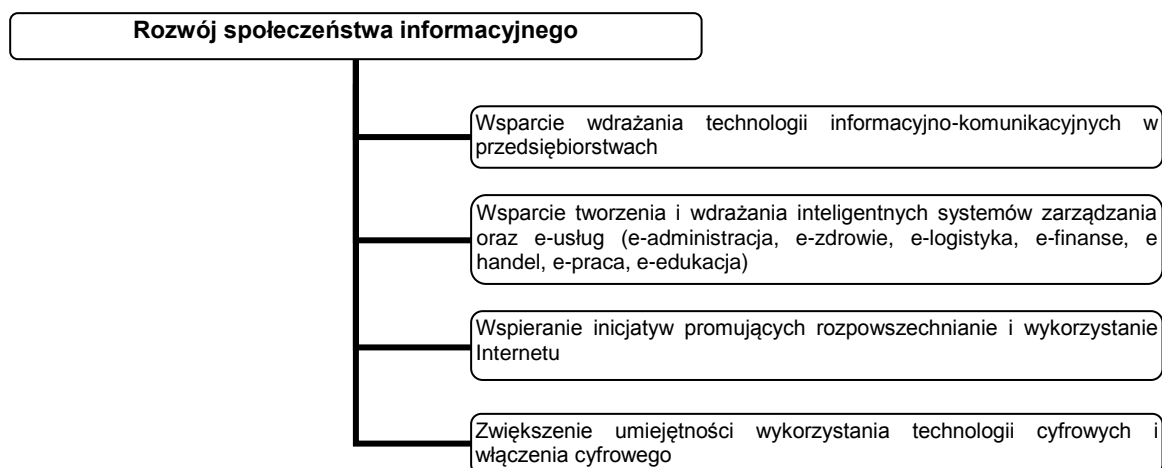 Rozwój społeczeństwa informacyjnego
Wsparcie wdrażania technologii informacyjno-komunikacyjnych w
przedsiębiorstwach
Wsparcie tworzenia i wdrażania inteligentnych systemów zarządzania
oraz e-usług (e-administracja, e-zdrowie, e-logistyka, e-finanse, e
handel, e-praca, e-edukacja)
Wspieranie inicjatyw promujących rozpowszechnianie i wykorzystanie
Internetu
Zwiększenie umiejętności wykorzystania technologii cyfrowych i
włączenia cyfrowego